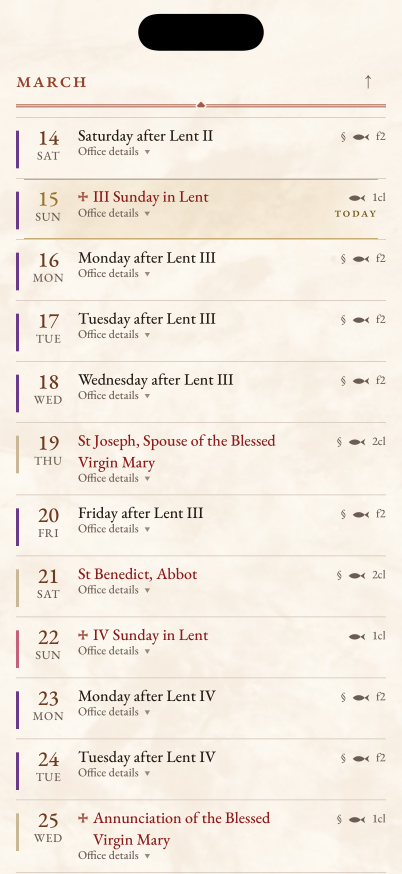 MARCH ↑
14 Saturday after Lent II § f2
SAT Office details ▼
15 ✢ III Sunday in Lent 1cl
SUN Office details ▼ TODAY
16 Monday after Lent III § f2
MON Office details ▼
17 Tuesday after Lent III § f2
TUE Office details ▼
18 Wednesday after Lent III § f2
WED Office details ▼
19 St Joseph, Spouse of the Blessed § 2cl
THU Virgin Mary
Office details ▼
20 Friday after Lent III § f2
FRI Office details ▼
21 St Benedict, Abbot § 2cl
SAT Office details ▼
22 ✢ IV Sunday in Lent 1cl
SUN Office details ▼
23 Monday after Lent IV § f2
MON Office details ▼
24 Tuesday after Lent IV § f2
TUE Office details ▼
25 ✢ Annunciation of the Blessed § 1cl
WED Virgin Mary
Office details ▼